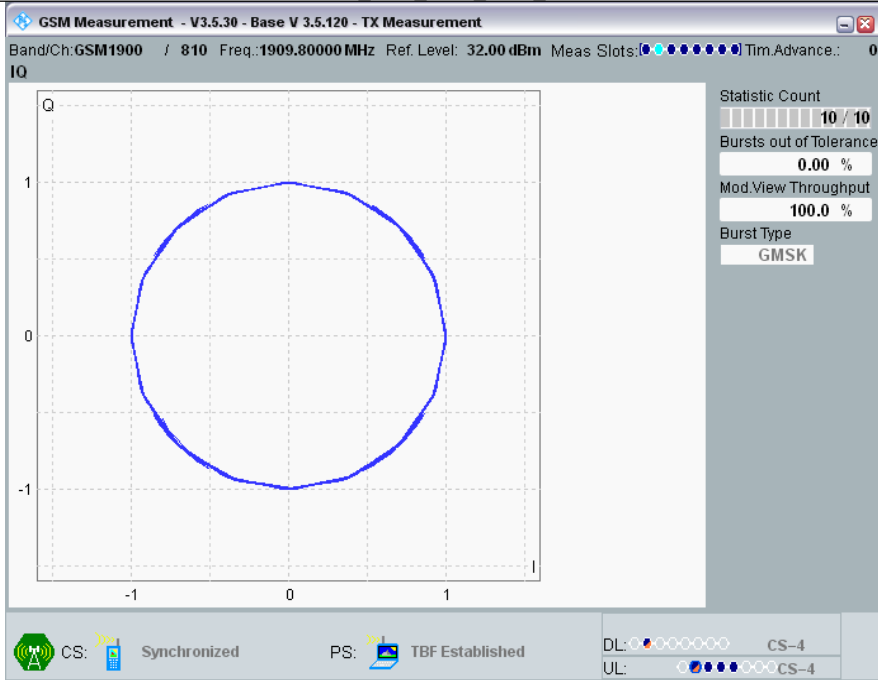 GSM Measurement - V3.5.30 - Base V 3.5.120 - TX Measurement
Band/Ch:GSM1900 / 810 Freq.:1909.80000 MHz Ref. Level: 32.00 dBm Meas Slots: Tim.Advance.: 0
IQ
Q
1
0
-1
I
-1 0 1
Statistic Count
10 / 10
Bursts out of Tolerance
0.00 %
Mod.View Throughput
100.0 %
Burst Type
GMSK
CS: Synchronized PS: TBF Established
DL: CS-4
UL: CS-4